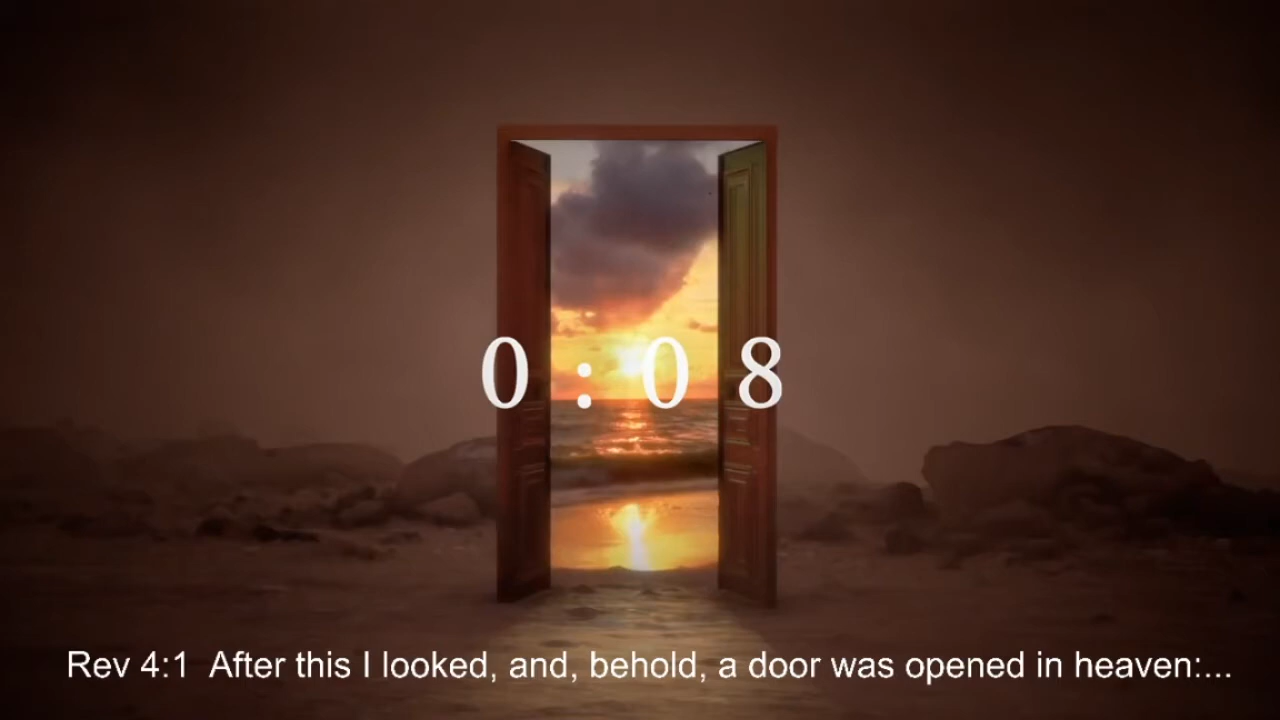 0 : 0 8
Rev 4:1  After this I looked, and, behold, a door was opened in heaven:...